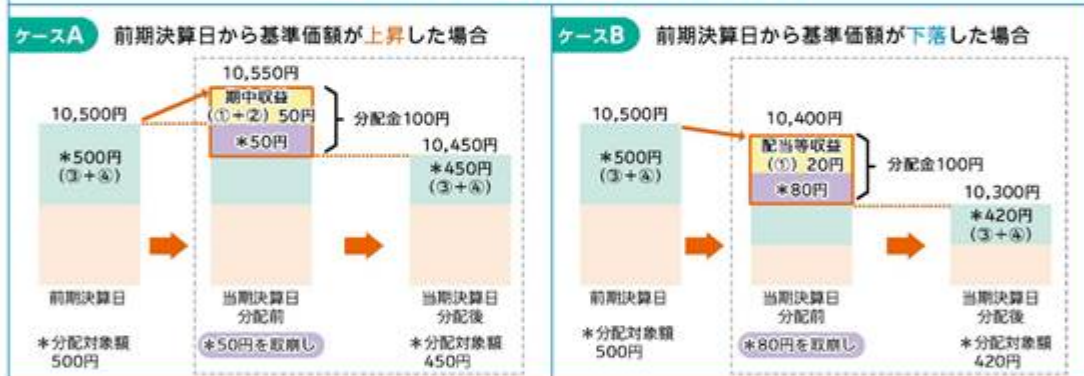 ケースA 前期決算日から基準価額が上昇した場合
10,550円
期中収益
(①+②) 50円
*50円
分配金100円
10,500円
*500円
(③+④)
10,450円
*450円
(③+④)
前期決算日
当期決算日
分配前
当期決算日
分配後
*分配対象額
500円
*50円を取崩し
*分配対象額
450円
ケースB 前期決算日から基準価額が下落した場合
10,500円
*500円
(③+④)
10,400円
配当等収益
(①) 20円
*80円
分配金100円
10,300円
*420円
(③+④)
前期決算日
当期決算日
分配前
当期決算日
分配後
*分配対象額
500円
*80円を取崩し
*分配対象額
420円